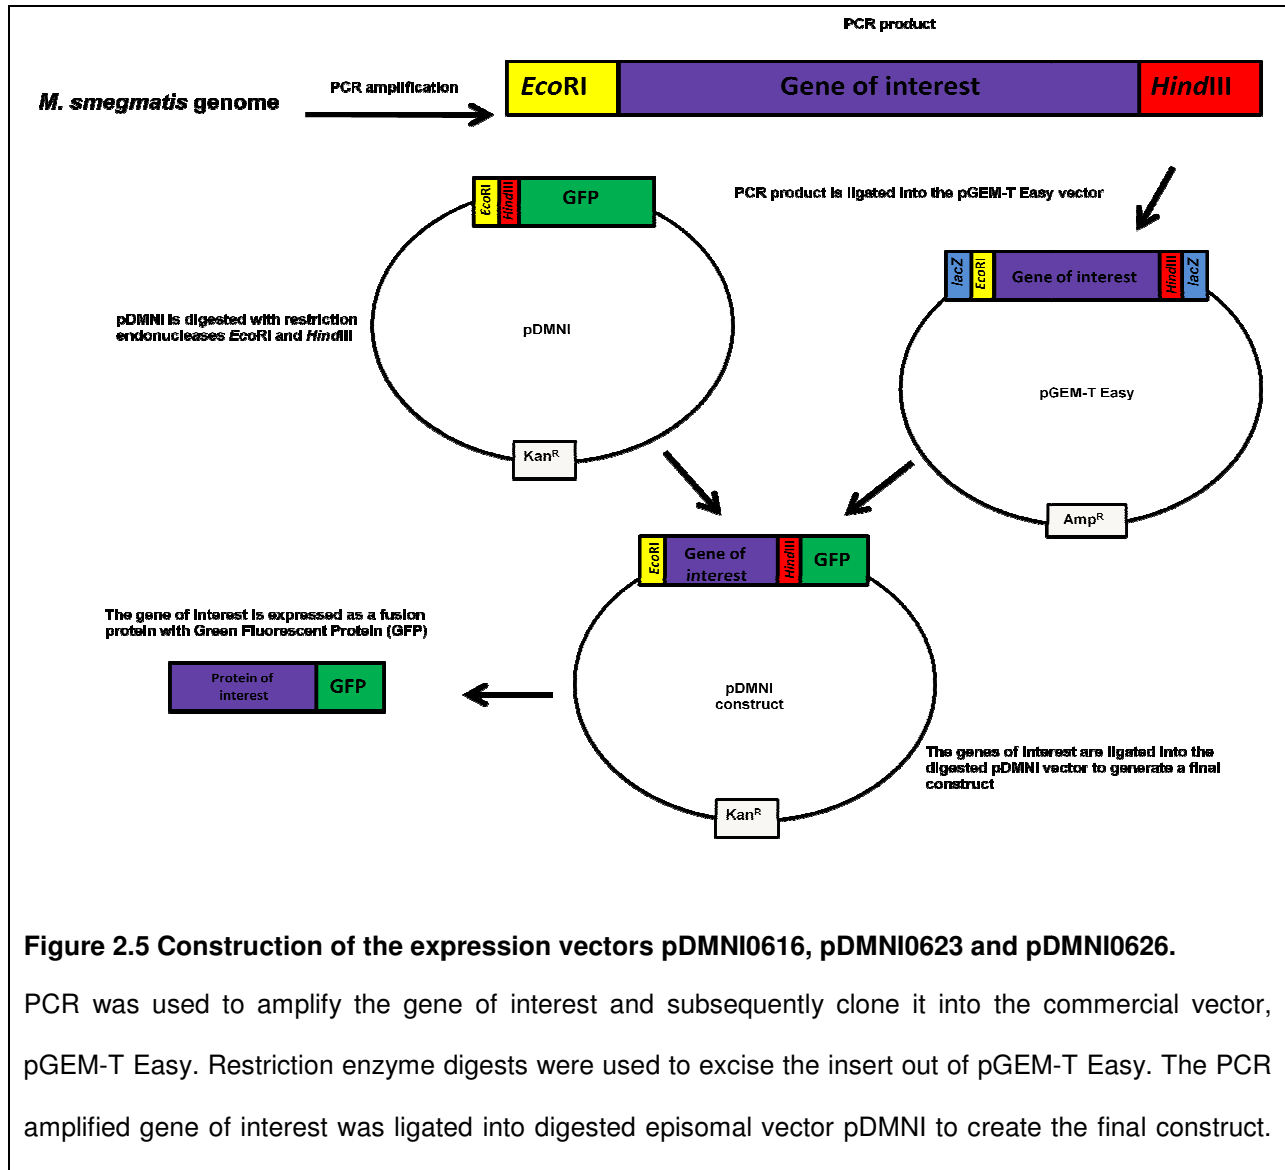 PCR product
M. smegmatis genome
PCR amplification
EcoRI
Gene of interest
HindIII
PCR product is ligated into the pGEM-T Easy vector
EcoRI
HindIII
GFP
lacZ
EcoRI
Gene of interest
HindIII
lacZ
pDMNI is digested with restriction
endonucleases EcoRI and HindIII
pDMNI
pGEM-T Easy
Kan^R
Amp^R
EcoRI
Gene of
interest
HindIII
GFP
The gene of interest is expressed as a fusion
protein with Green Fluorescent Protein (GFP)
Protein of
interest
GFP
pDMNI
construct
The genes of interest are ligated into the
digested pDMNI vector to generate a final
construct
Kan^R
Figure 2.5 Construction of the expression vectors pDMNI0616, pDMNI0623 and pDMNI0626.
PCR was used to amplify the gene of interest and subsequently clone it into the commercial vector,
pGEM-T Easy. Restriction enzyme digests were used to excise the insert out of pGEM-T Easy. The PCR
amplified gene of interest was ligated into digested episomal vector pDMNI to create the final construct.